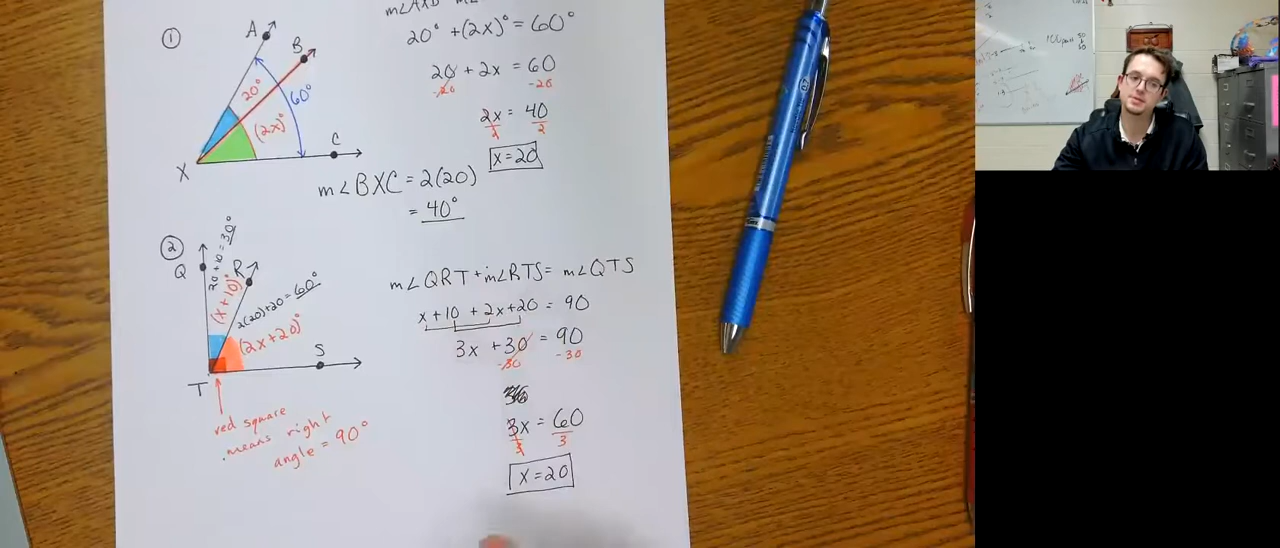 ①
A
B
20°
60°
(2x)°
C
X
20° + (2x)° = 60°
20 + 2x = 60
-20 -20
2x = 40
2 2
x = 20
m∠BXC = 2(20)
= 40°
②
Q
20+10=30°
R
(x+10)°
2(20)+20=60°
(2x+20)°
S
T
red square
means right
angle = 90°
m∠QRT + m∠RTS = m∠QTS
x+10 + 2x+20 = 90
3x + 30 = 90
-30 -30
3x = 60
3 3
x = 20